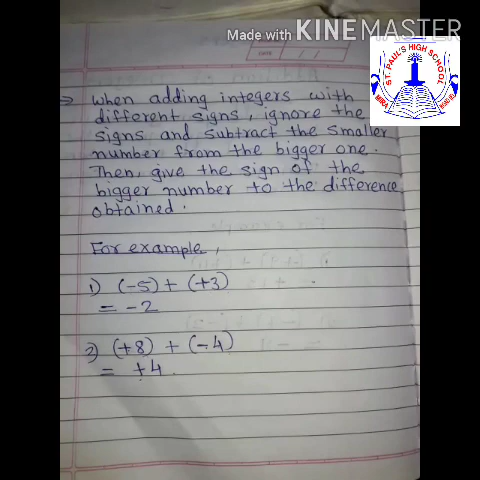 Made with KINEMASTER
ST. PAUL'S HIGH SCHOOL
DATE
⇒ When adding integers with
different signs, ignore the
signs and subtract the smaller
number from the bigger one.
Then, give the sign of the
bigger number to the difference
obtained.
For example,
1) (-5) + (+3)
= -2
2) (+8) + (-4)
= +4